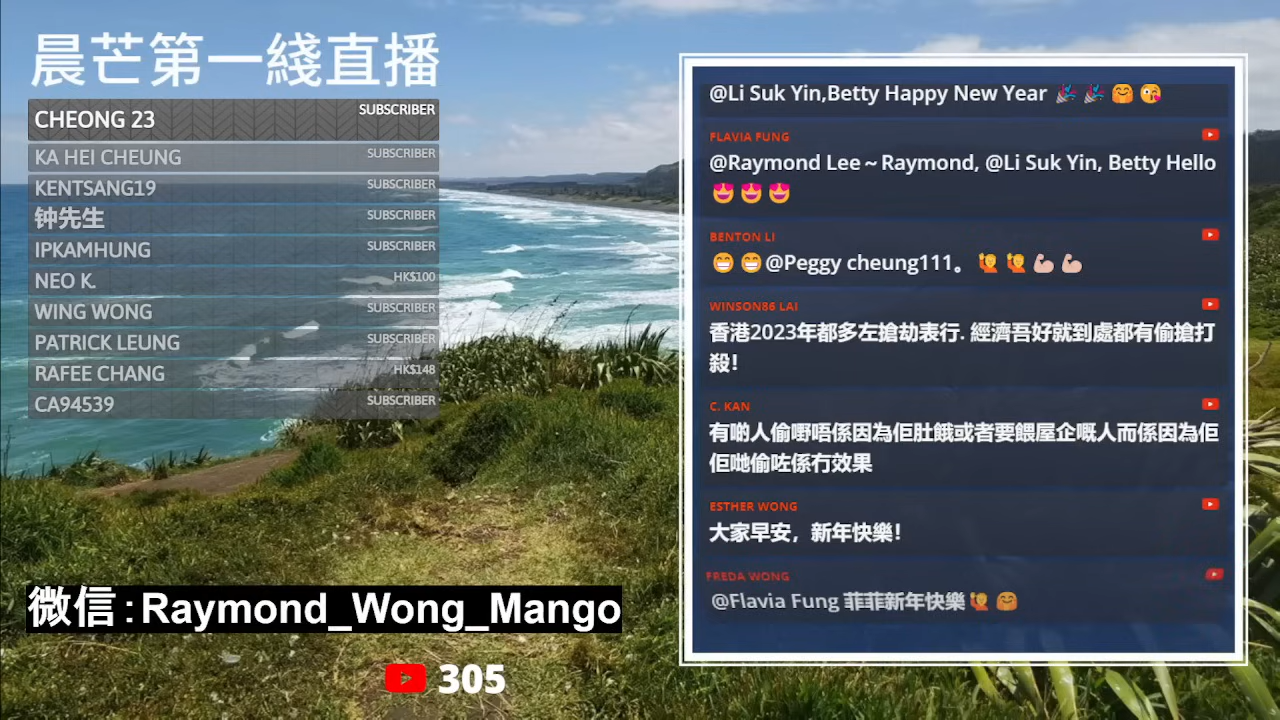 晨芒第一綫直播
CHEONG 23 SUBSCRIBER
KA HEI CHEUNG SUBSCRIBER
KENTSANG19 SUBSCRIBER
钟先生 SUBSCRIBER
IPKAMHUNG SUBSCRIBER
NEO K. HK$100
WING WONG SUBSCRIBER
PATRICK LEUNG SUBSCRIBER
RAFEE CHANG HK$148
CA94539 SUBSCRIBER
微信:Raymond_Wong_Mango
305
@Li Suk Yin,Betty Happy New Year 🎉 🎉 🤗 😘
FLAVIA FUNG
@Raymond Lee ~ Raymond, @Li Suk Yin, Betty Hello
😍 😍 😍
BENTON LI
😁 😁 @Peggy cheung111。 🙋 🙋 💪🏻 💪🏻
WINSON86 LAI
香港2023年都多左搶劫表行. 經濟吾好就到處都有偷搶打
殺！
C. KAN
有啲人偷嘢唔係因為佢肚餓或者要餵屋企嘅人而係因為佢
佢哋偷咗係冇效果
ESTHER WONG
大家早安，新年快樂！
FREDA WONG
@Flavia Fung 菲菲新年快樂 🙋 🤗